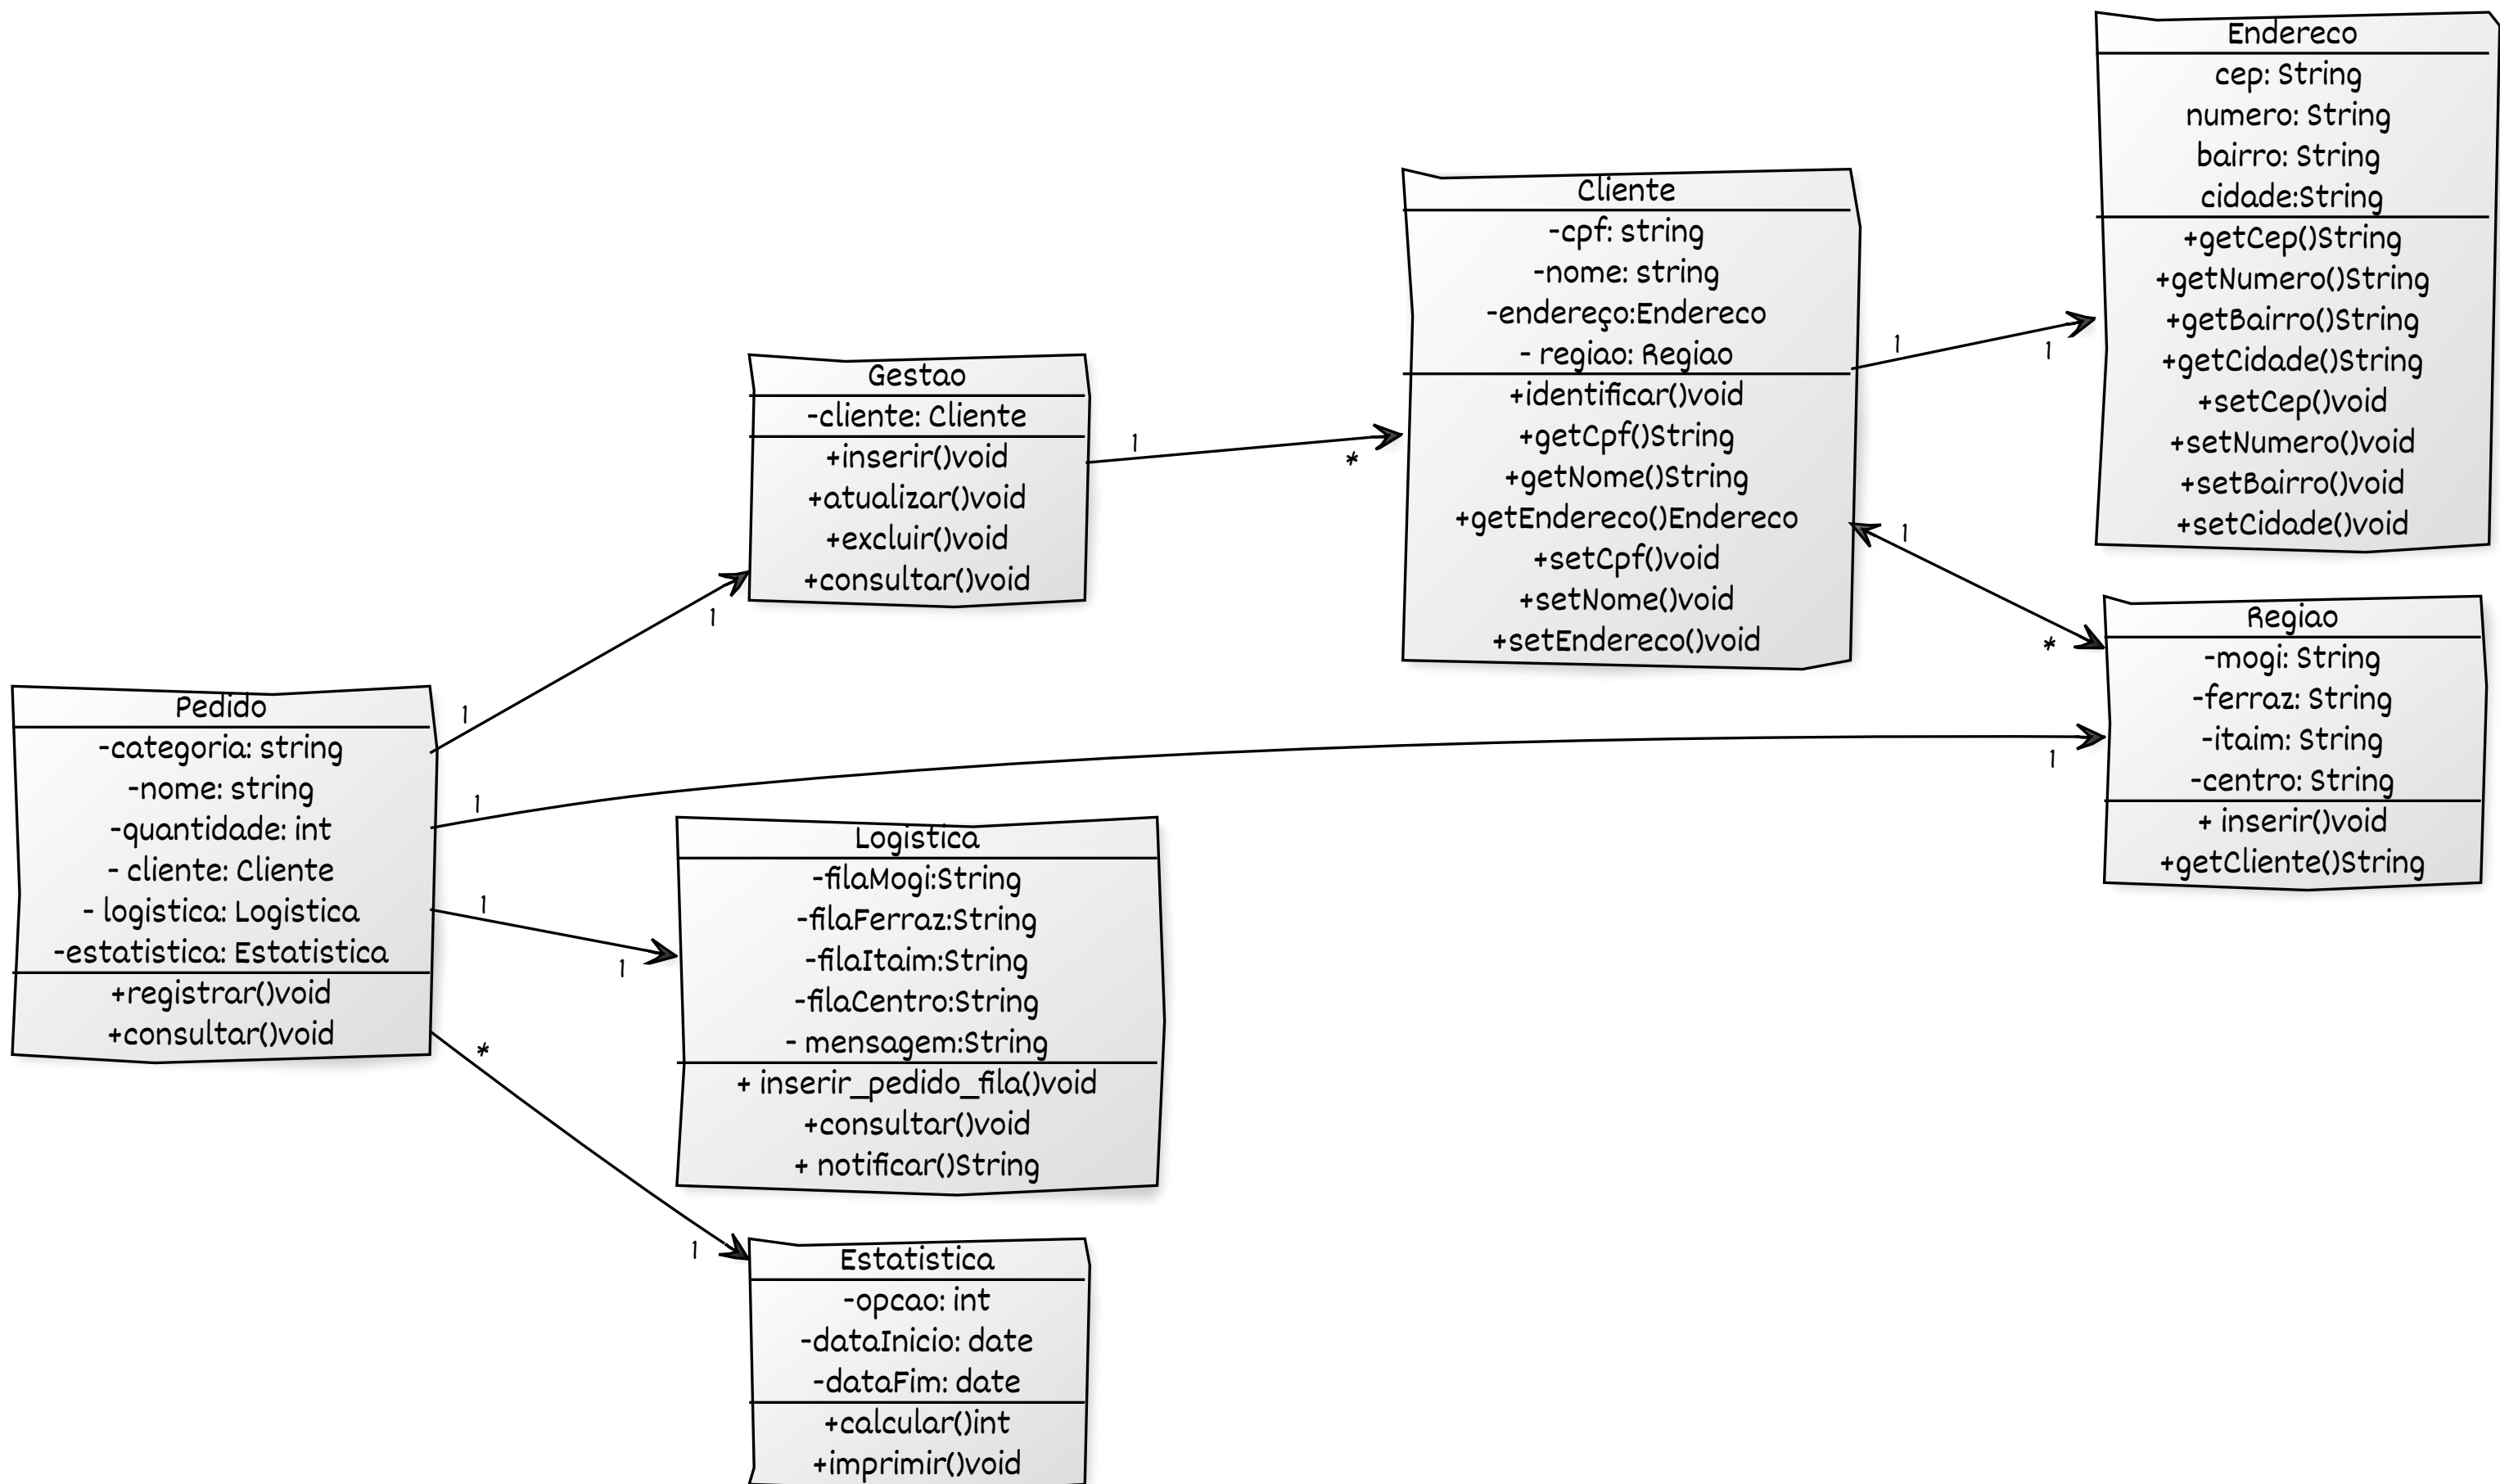 Endereco
cep: String
numero: String
bairro: String
cidade:String
+getCep()String
+getNumero()String
+getBairro()String
+getCidade()String
+setCep()void
+setNumero()void
+setBairro()void
+setCidade()void
Cliente
-cpf: string
-nome: string
-endereço:Endereco
- regiao: Regiao
+identificar()void
+getCpf()String
+getNome()String
+getEndereco()Endereco
+setCpf()void
+setNome()void
+setEndereco()void
1
1
Gestao
-cliente: Cliente
+inserir()void
+atualizar()void
+excluir()void
+consultar()void
1
*
1
*
Regiao
-mogi: String
-ferraz: String
-itaim: String
-centro: String
+ inserir()void
+getCliente()String
Pedido
-categoria: string
-nome: string
-quantidade: int
- cliente: Cliente
- logistica: Logistica
-estatistica: Estatistica
+registrar()void
+consultar()void
1
1
1
1
1
1
*
1
Logistica
-filaMogi:String
-filaFerraz:String
-filaItaim:String
-filaCentro:String
- mensagem:String
+ inserir_pedido_fila()void
+consultar()void
+ notificar()String
Estatistica
-opcao: int
-dataInicio: date
-dataFim: date
+calcular()int
+imprimir()void